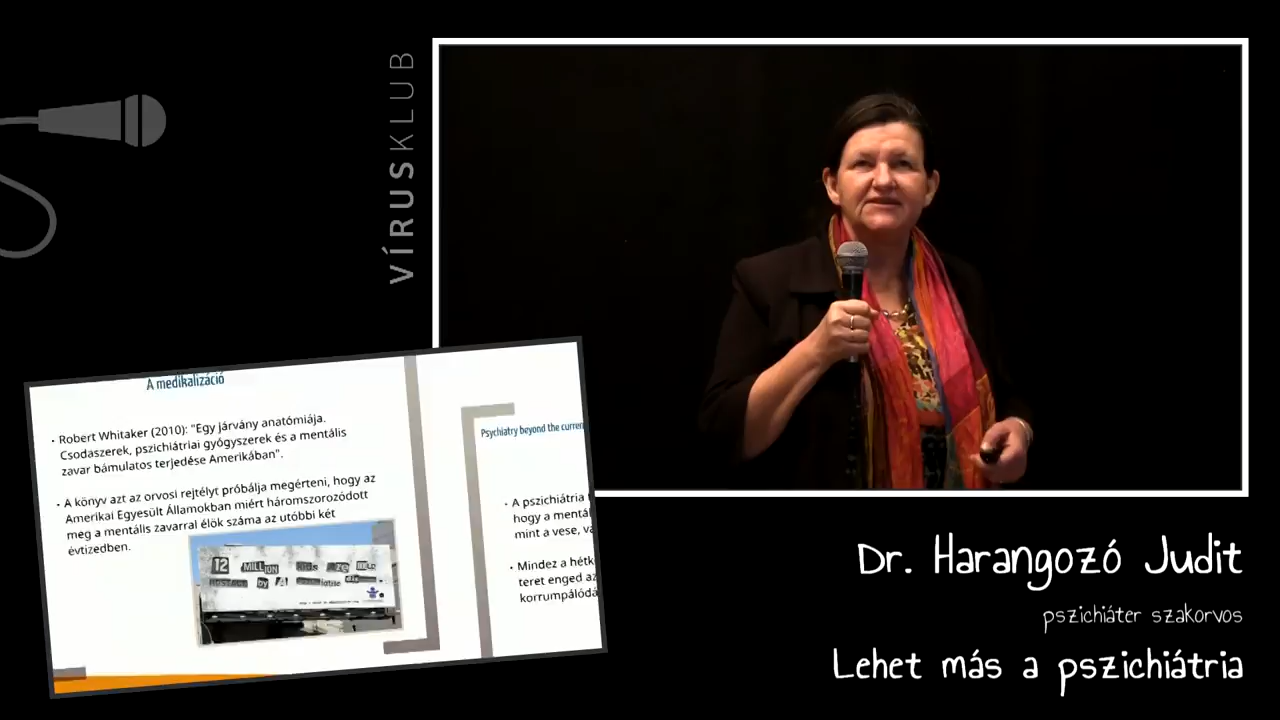 VÍRUSKLUB
A medikalizáció
• Robert Whitaker (2010): "Egy járvány anatómiája.
Csodaszerek, pszichiátriai gyógyszerek és a mentális
zavar bámulatos terjedése Amerikában".
• A könyv azt az orvosi rejtélyt próbálja megérteni, hogy az
Amerikai Egyesült Államokban miért háromszorozódott
meg a mentális zavarral élők száma az utóbbi két
évtizedben.
12 MILLION kids are
by A
Psychiatry beyond the curren
• A pszichiátria
hogy a mentál
mint a vese, va
• Mindez a hétk
teret enged az
korrumpálódá
Dr. Harangozó Judit
pszichiáter szakorvos
Lehet más a pszichiátria